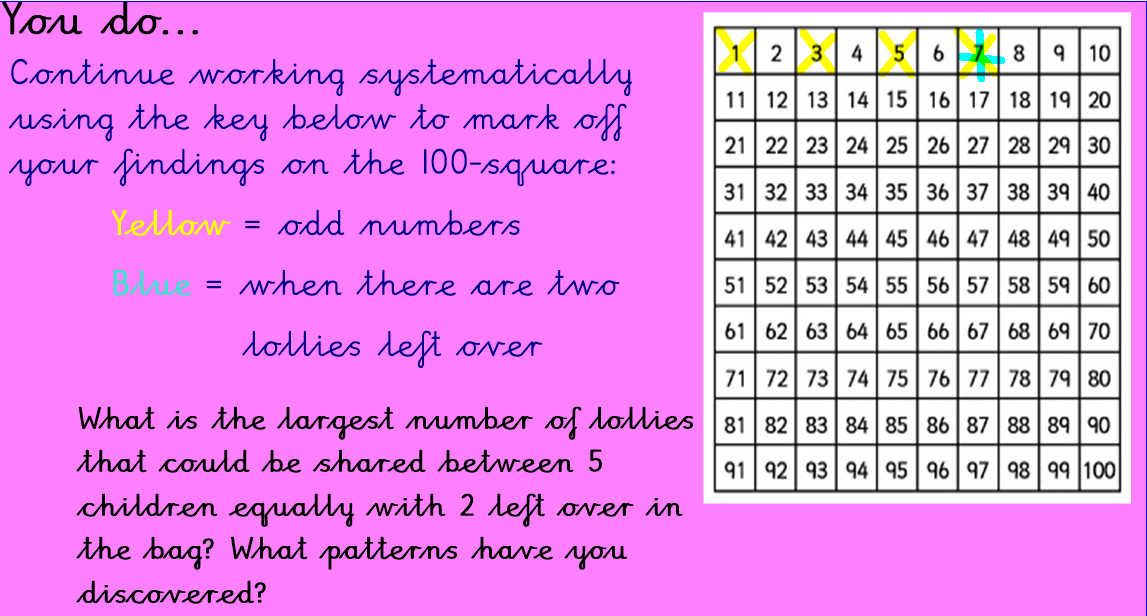 You do...
Continue working systematically
using the key below to mark off
your findings on the 100-square:
Yellow = odd numbers
Blue = when there are two
lollies left over
What is the largest number of lollies
that could be shared between 5
children equally with 2 left over in
the bag? What patterns have you
discovered?
1 2 3 4 5 6 7 8 9 10
11 12 13 14 15 16 17 18 19 20
21 22 23 24 25 26 27 28 29 30
31 32 33 34 35 36 37 38 39 40
41 42 43 44 45 46 47 48 49 50
51 52 53 54 55 56 57 58 59 60
61 62 63 64 65 66 67 68 69 70
71 72 73 74 75 76 77 78 79 80
81 82 83 84 85 86 87 88 89 90
91 92 93 94 95 96 97 98 99 100